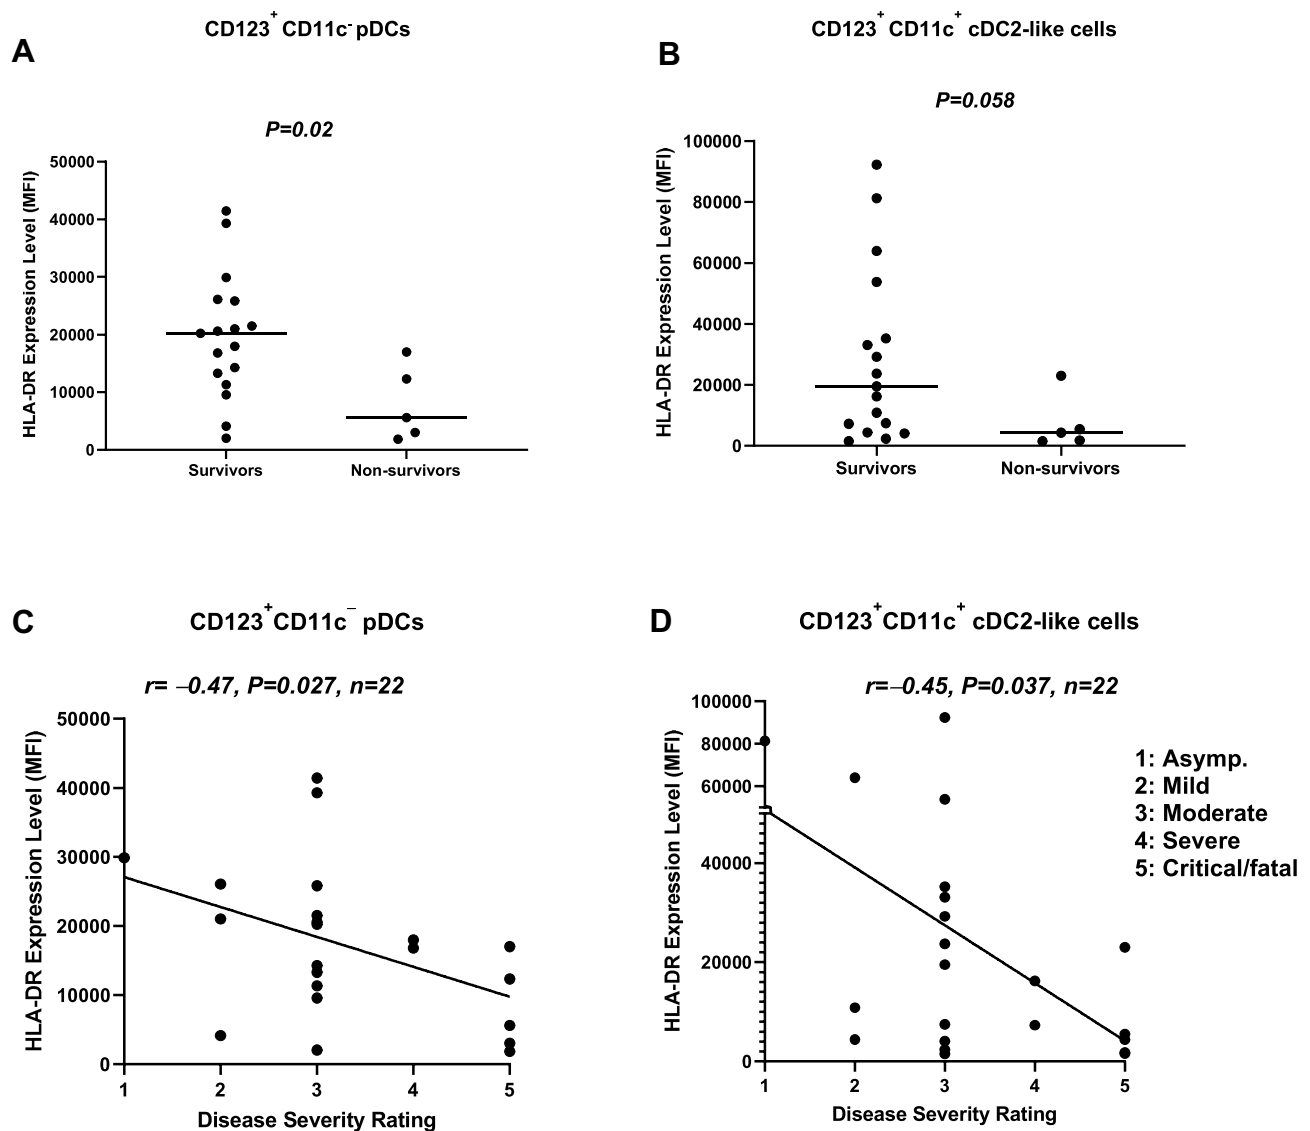 A
CD123+ CD11c- pDCs
P=0.02
HLA-DR Expression Level (MFI)
50000
40000
30000
20000
10000
0
Survivors
Non-survivors
B
CD123+ CD11c+ cDC2-like cells
P=0.058
HLA-DR Expression Level (MFI)
100000
80000
60000
40000
20000
0
Survivors
Non-survivors
C
CD123+CD11c− pDCs
r= −0.47, P=0.027, n=22
HLA-DR Expression Level (MFI)
50000
40000
30000
20000
10000
0
1 2 3 4 5
Disease Severity Rating
D
CD123+CD11c+ cDC2-like cells
r=−0.45, P=0.037, n=22
HLA-DR Expression Level (MFI)
100000
80000
60000
40000
20000
0
1 2 3 4 5
Disease Severity Rating
1: Asymp.
2: Mild
3: Moderate
4: Severe
5: Critical/fatal